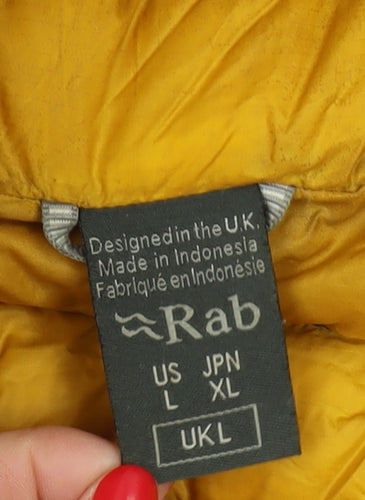 Designed in the U.K.
Made in Indonesia
Fabriqué en Indonésie
Rab
US JPN
L XL
UK L